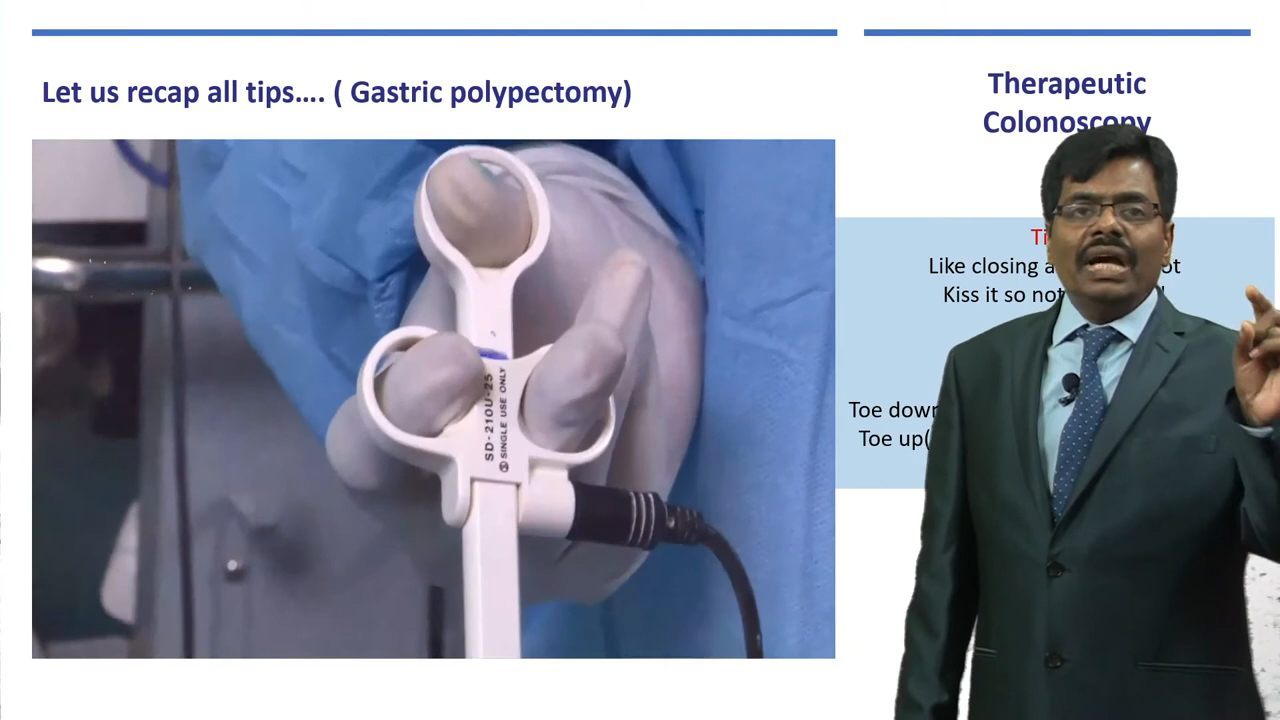 Let us recap all tips…. ( Gastric polypectomy)
Therapeutic
Colonoscopy
Like closing
Kiss it so not
Toe down
Toe up(
SD-210U-25
SINGLE USE ONLY